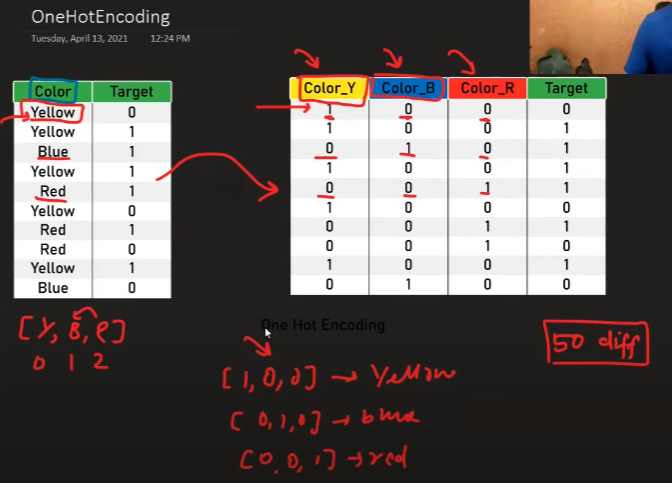 OneHotEncoding
Tuesday, April 13, 2021 12:24 PM
Color Target
Yellow 0
Yellow 1
Blue 1
Yellow 1
Red 1
Yellow 0
Red 1
Red 0
Yellow 1
Blue 0
Color_Y Color_B Color_R Target
1 0 0 0
1 0 0 1
0 1 0 1
1 0 0 1
0 0 1 1
1 0 0 0
0 0 1 1
0 0 1 0
1 0 0 1
0 1 0 0
One Hot Encoding
[Y, B, R]
0 1 2
50 diff
[1, 0, 0] → Yellow
[0, 1, 0] → blue
[0, 0, 1] → red